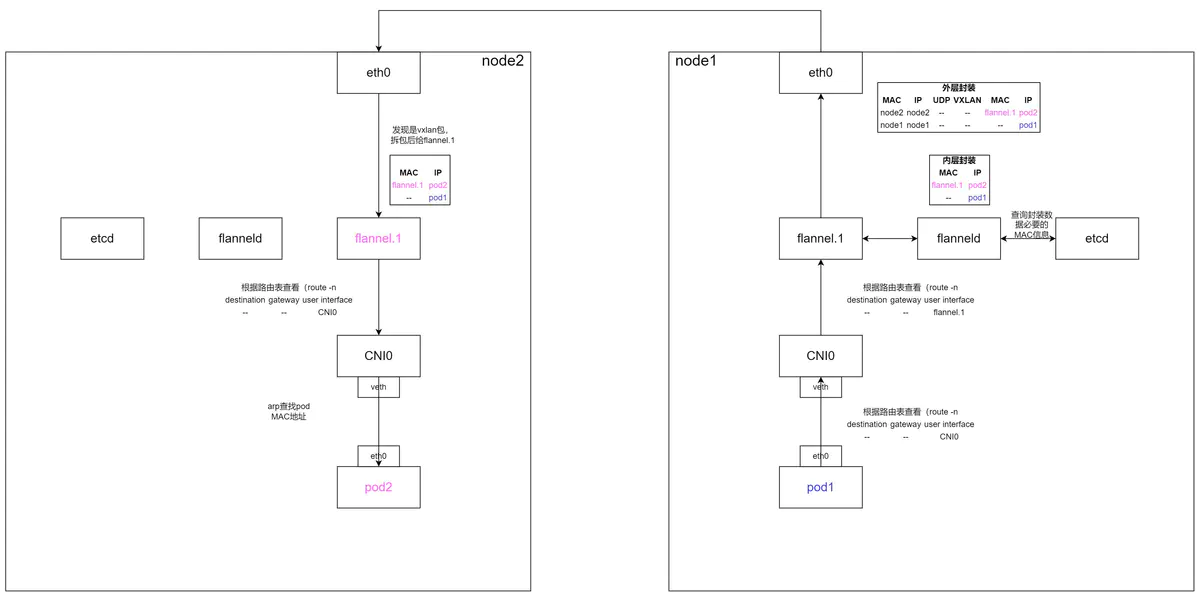 node2
eth0
发现是vxlan包，
拆包后给flannel.1
MAC IP
flannel.1 pod2
-- pod1
etcd
flanneld
flannel.1
根据路由表查看（route -n
destination gateway user interface
-- -- CNI0
CNI0
veth
arp查找pod
MAC地址
eth0
pod2
node1
eth0
外层封装
MAC IP UDP VXLAN MAC IP
node2 node2 -- -- flannel.1 pod2
node1 node1 -- -- -- pod1
内层封装
MAC IP
flannel.1 pod2
-- pod1
flannel.1
flanneld
查询封装数
据必要的
MAC信息
etcd
根据路由表查看（route -n
destination gateway user interface
-- -- flannel.1
CNI0
veth
根据路由表查看（route -n
destination gateway user interface
-- -- CNI0
eth0
pod1